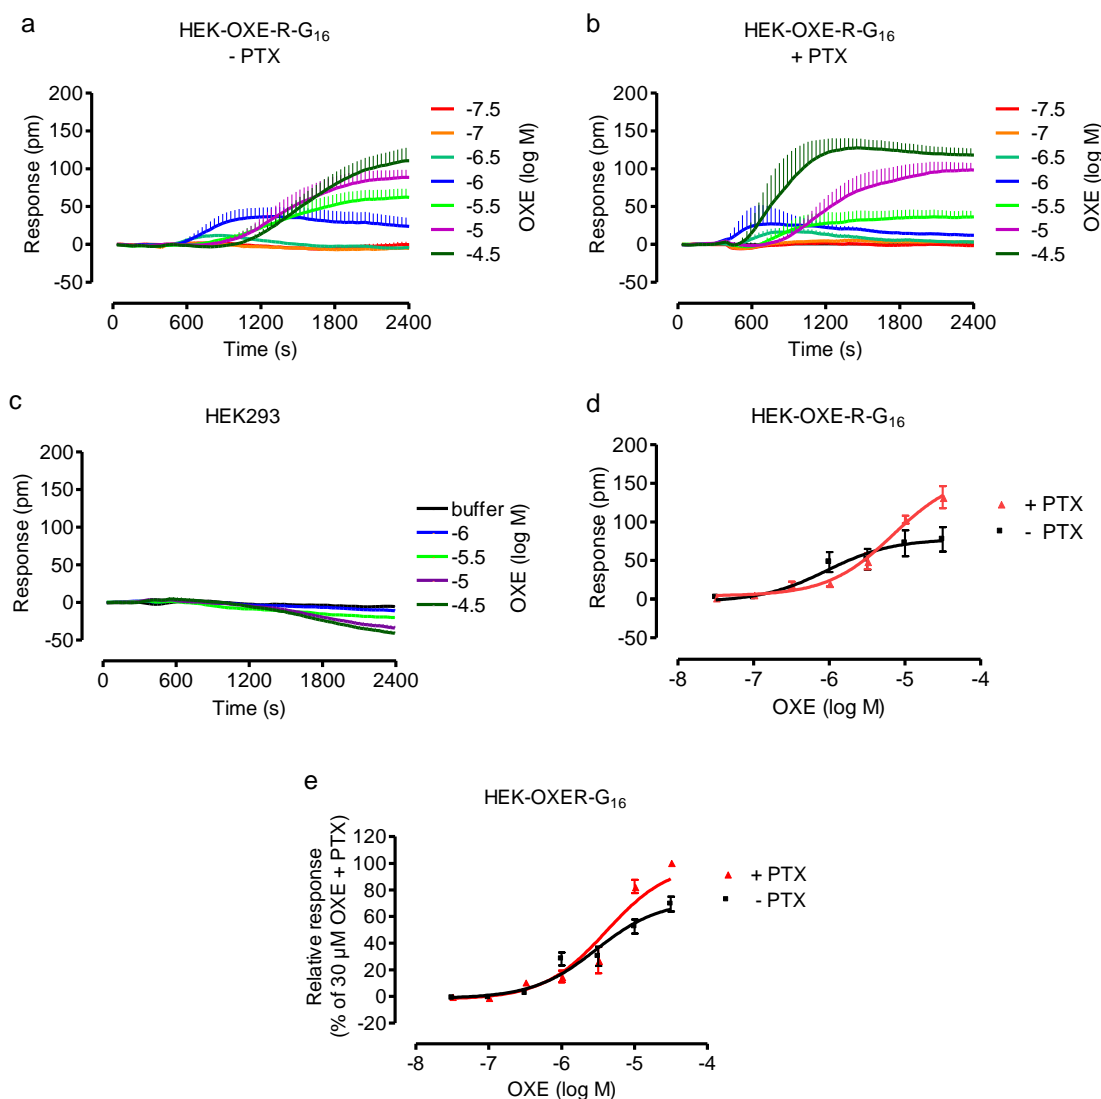 a
HEK-OXE-R-G16
- PTX
200
150
100
50
0
-50
Response (pm)
0 600 1200 1800 2400
Time (s)
-7.5
-7
-6.5
-6
-5.5
-5
-4.5
OXE (log M)
b
HEK-OXE-R-G16
+ PTX
200
150
100
50
0
-50
Response (pm)
0 600 1200 1800 2400
Time (s)
-7.5
-7
-6.5
-6
-5.5
-5
-4.5
OXE (log M)
c
HEK293
200
150
100
50
0
-50
Response (pm)
0 600 1200 1800 2400
Time (s)
buffer
-6
-5.5
-5
-4.5
OXE (log M)
d
HEK-OXE-R-G16
200
150
100
50
0
-50
Response (pm)
-8 -7 -6 -5 -4
OXE (log M)
+ PTX
- PTX
e
HEK-OXER-G16
120
100
80
60
40
20
0
-20
Relative response
(% of 30 µM OXE + PTX)
-8 -7 -6 -5 -4
OXE (log M)
+ PTX
- PTX